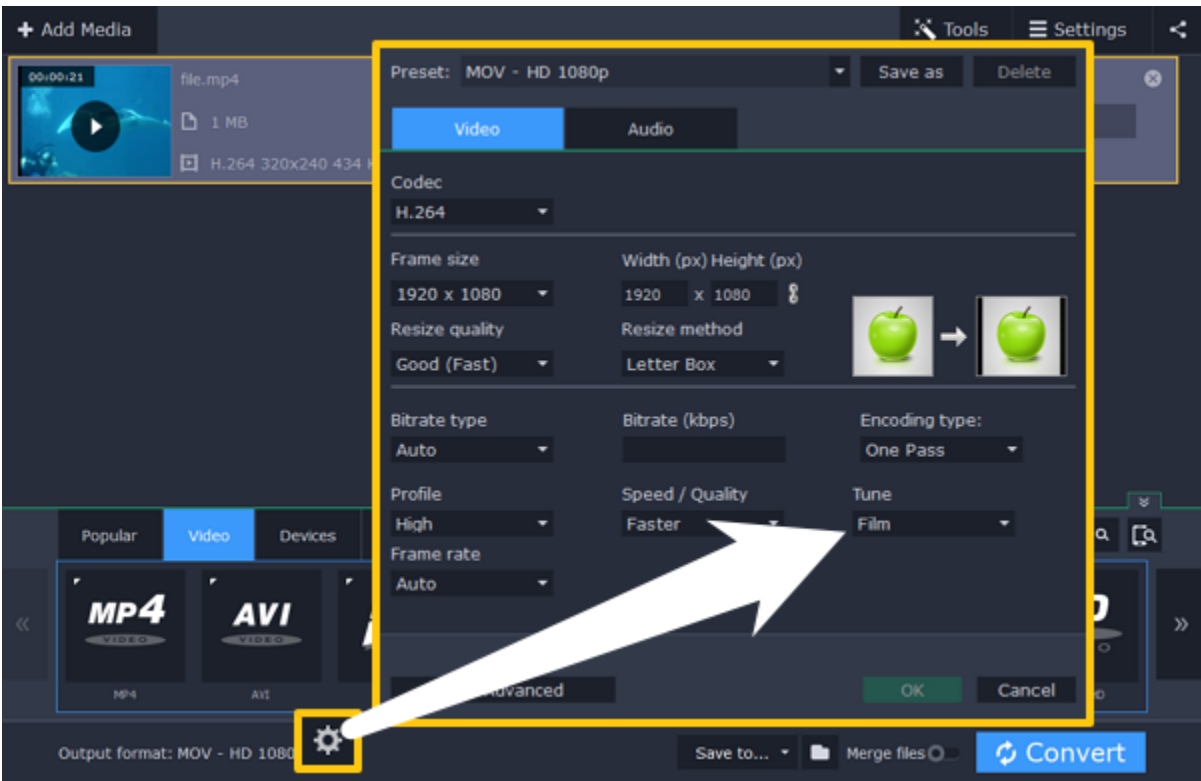 Add Media
Tools
Settings
00:00:21
file.mp4
1 MB
H.264 320x240 434
Preset: MOV - HD 1080p
Save as
Delete
Video
Audio
Codec
H.264
Frame size
Width (px) Height (px)
1920 x 1080
1920 x 1080
Resize quality
Resize method
Good (Fast)
Letter Box
Bitrate type
Bitrate (kbps)
Encoding type:
Auto
One Pass
Profile
Speed / Quality
Tune
High
Faster
Film
Frame rate
Auto
Popular
Video
Devices
MP4
VIDEO
AVI
VIDEO
MP4
AVI
OK
Cancel
Output format: MOV - HD 1080
Save to...
Merge files
Convert